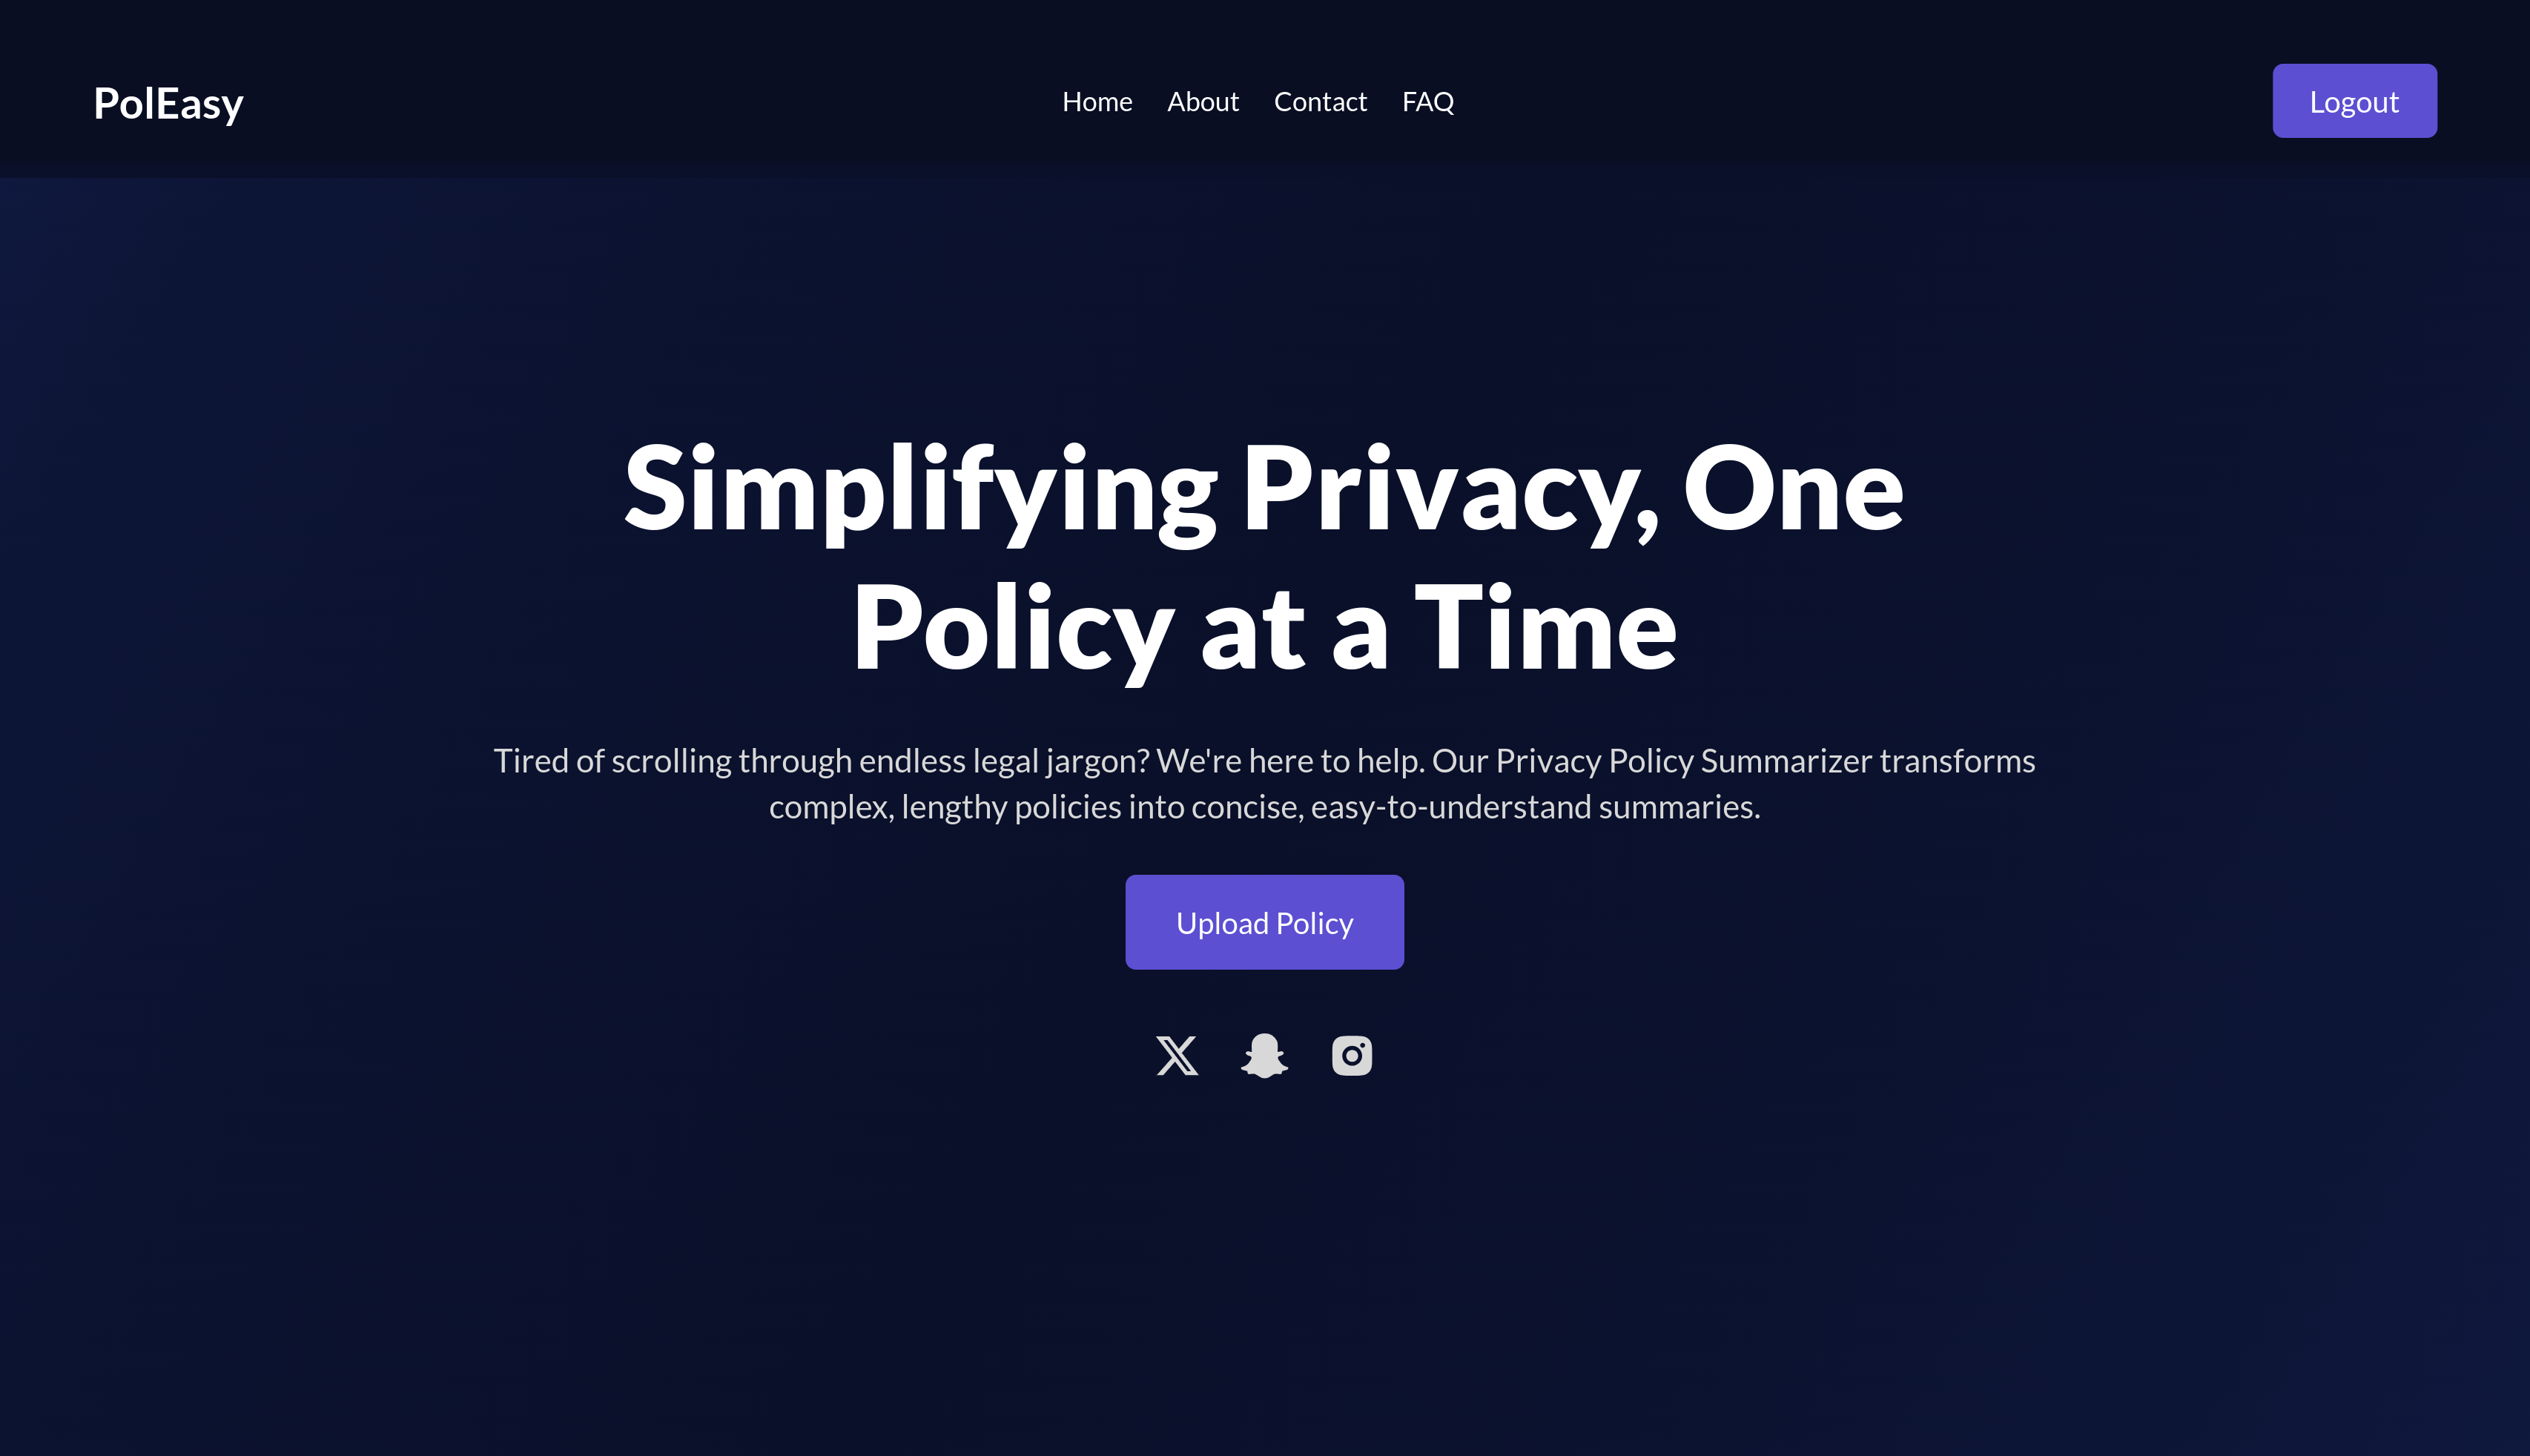 PolEasy
Home About Contact FAQ
Logout
Simplifying Privacy, One
Policy at a Time
Tired of scrolling through endless legal jargon? We're here to help. Our Privacy Policy Summarizer transforms
complex, lengthy policies into concise, easy-to-understand summaries.
Upload Policy